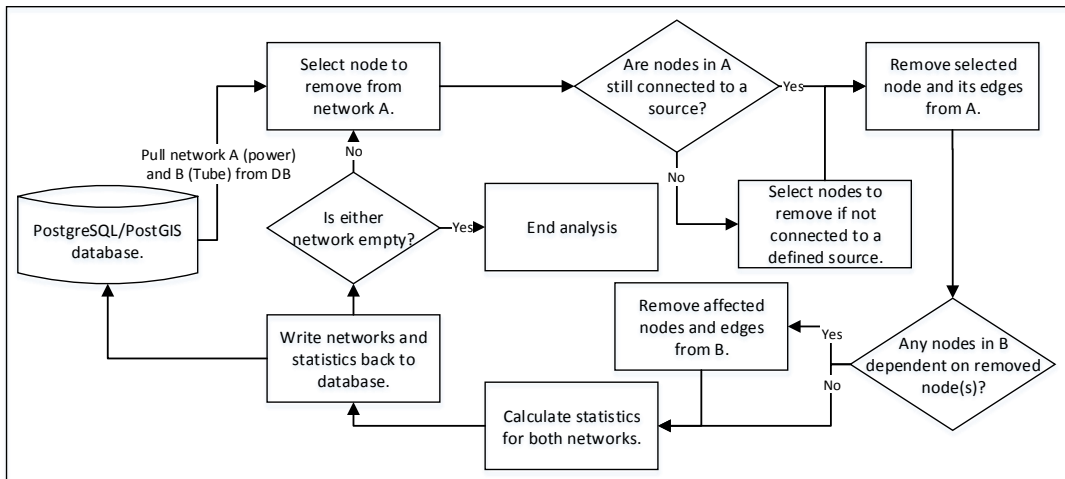 Select node to
remove from
network A.
Are nodes in A
still connected to a
source?
Yes
Remove selected
node and its edges
from A.
No
Pull network A (power)
and B (Tube) from DB
No
Select nodes to
remove if not
connected to a
defined source.
PostgreSQL/PostGIS
database.
Is either
network empty?
Yes
End analysis
Remove affected
nodes and edges
from B.
Yes
Any nodes in B
dependent on removed
node(s)?
No
Write networks and
statistics back to
database.
Calculate statistics
for both networks.